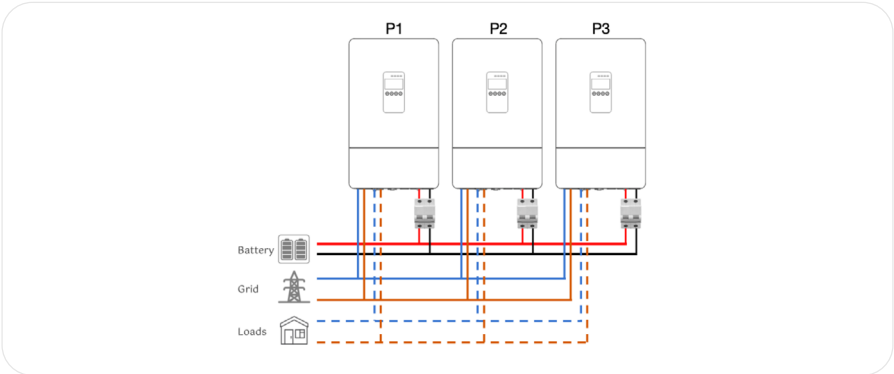 P1
P2
P3
Battery
Grid
Loads